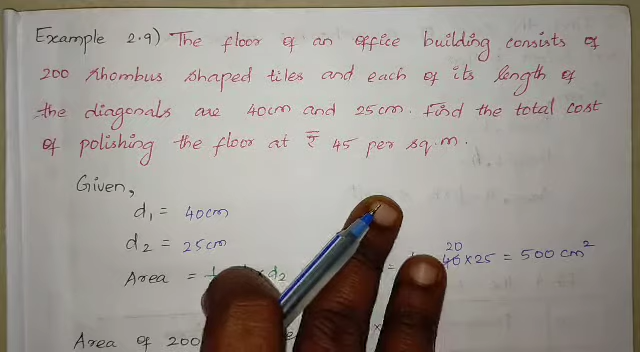 Example 2.9) The floor of an office building consists of
200 rhombus shaped tiles and each of its length of
the diagonals are 40cm and 25cm. Find the total cost
of polishing the floor at ₹ 45 per sq.m.
Given,
d₁ = 40cm
d₂ = 25cm
Area = × d₂ = 20 40 × 25 = 500 cm²
Area of 200 ×